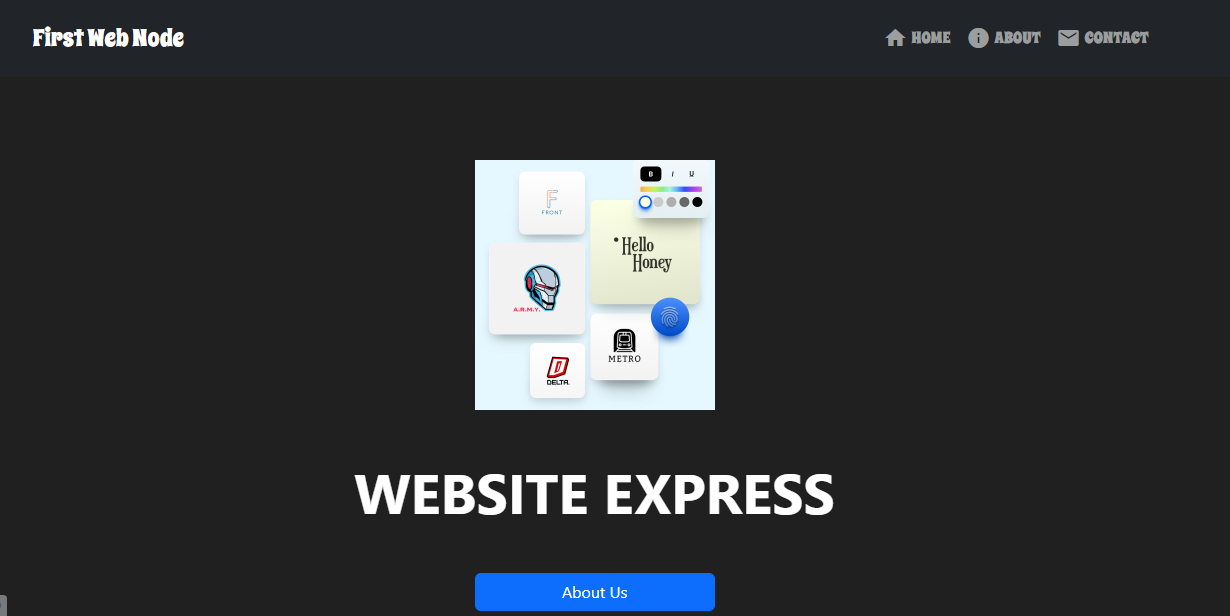 First Web Node
HOME
ABOUT
CONTACT
B I U
F
FRONT
Hello
Honey
A.R.M.Y.
METRO
D
DELTA.
WEBSITE EXPRESS
About Us